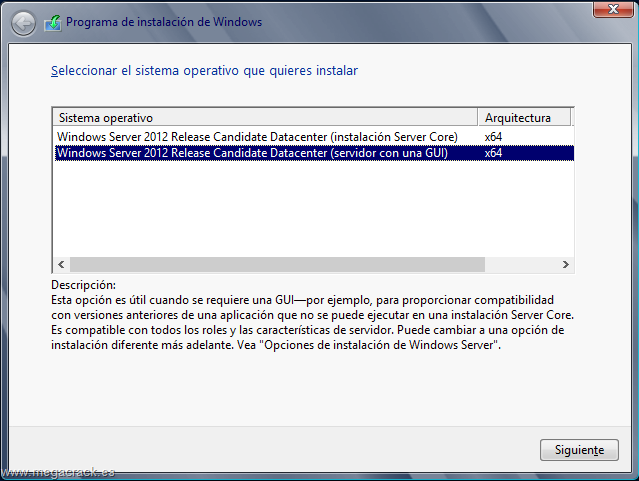 Programa de instalación de Windows
Seleccionar el sistema operativo que quieres instalar
Sistema operativo Arquitectura
Windows Server 2012 Release Candidate Datacenter (instalación Server Core) x64
Windows Server 2012 Release Candidate Datacenter (servidor con una GUI) x64
Descripción:
Esta opción es útil cuando se requiere una GUI—por ejemplo, para proporcionar compatibilidad
con versiones anteriores de una aplicación que no se puede ejecutar en una instalación Server Core.
Es compatible con todos los roles y las características de servidor. Puede cambiar a una opción de
instalación diferente más adelante. Vea "Opciones de instalación de Windows Server".
Siguiente
www.megacrack.es